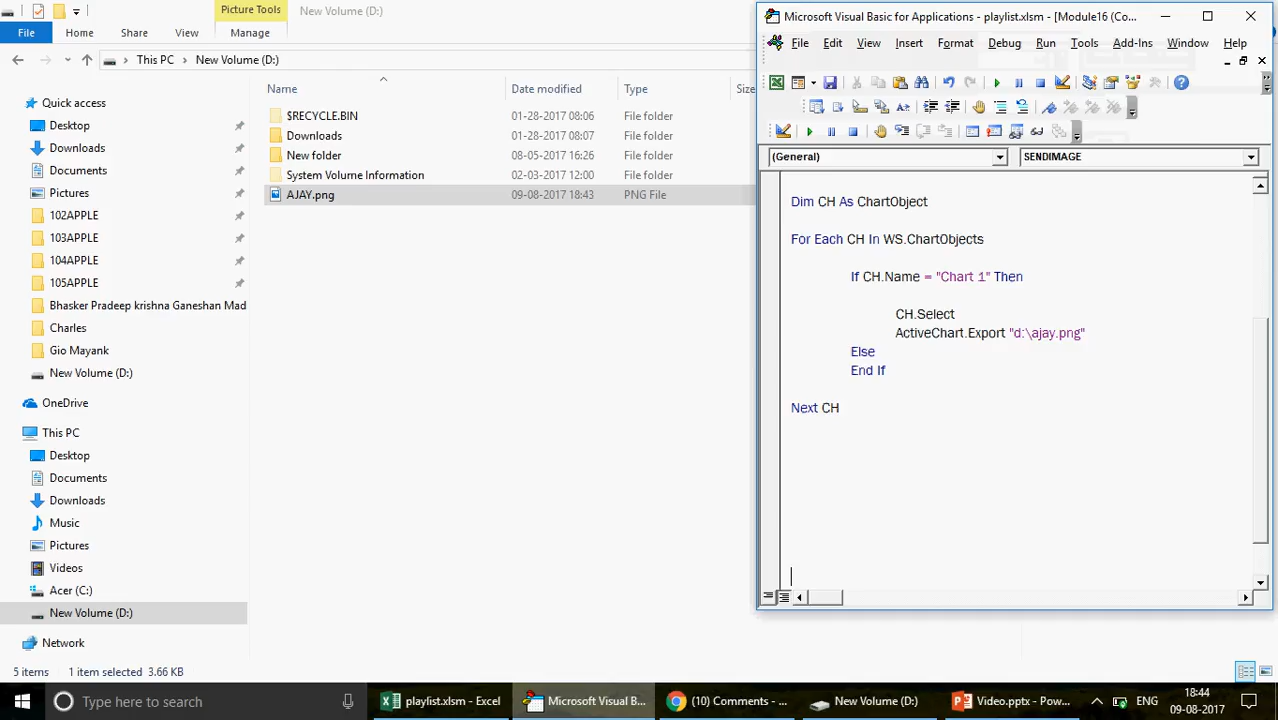 Picture Tools
New Volume (D:)
File
Home
Share
View
Manage
This PC
New Volume (D:)
Name
Date modified
Type
Size
Quick access
Desktop
Downloads
Documents
Pictures
102APPLE
103APPLE
104APPLE
105APPLE
Bhasker Pradeep krishna Ganeshan Mad
Charles
Gio Mayank
New Volume (D:)
OneDrive
This PC
Desktop
Documents
Downloads
Music
Pictures
Videos
Acer (C:)
New Volume (D:)
Network
$RECYCLE.BIN 01-28-2017 08:06 File folder
Downloads 01-28-2017 08:07 File folder
New folder 08-05-2017 16:26 File folder
System Volume Information 02-03-2017 12:00 File folder
AJAY.png 09-08-2017 18:43 PNG File
5 items 1 item selected 3.66 KB
Microsoft Visual Basic for Applications - playlist.xlsm - [Module16 (Co...
File Edit View Insert Format Debug Run Tools Add-Ins Window Help
(General)
SENDIMAGE
Dim CH As ChartObject
For Each CH In WS.ChartObjects
If CH.Name = "Chart 1" Then
CH.Select
ActiveChart.Export "d:\ajay.png"
Else
End If
Next CH
Type here to search
playlist.xlsm - Excel
Microsoft Visual B...
(10) Comments - ...
New Volume (D:)
Video.pptx - Pow...
ENG
18:44
09-08-2017